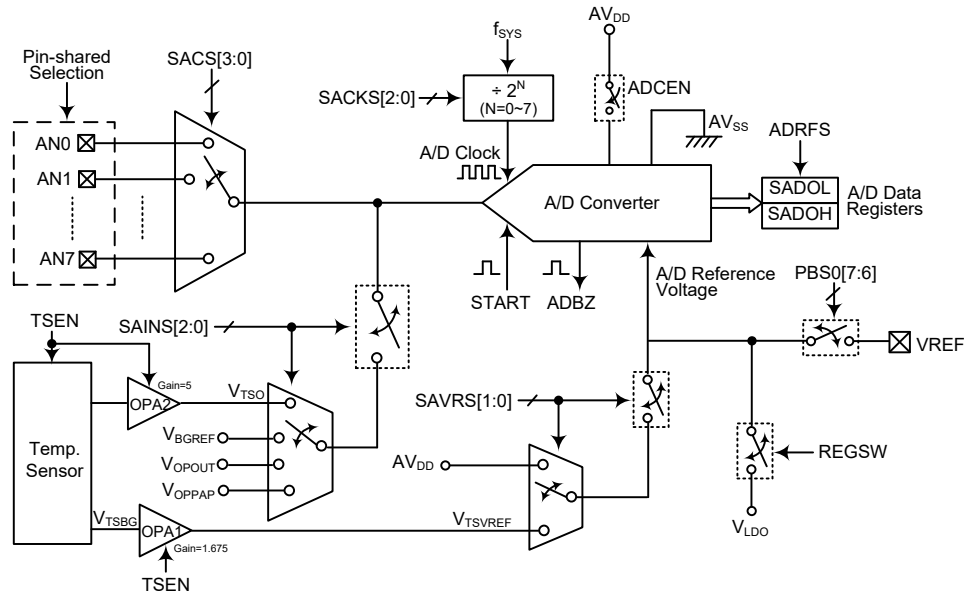 Pin-shared
Selection
SACS[3:0]
fSYS
AVDD
SACKS[2:0]
÷ 2N
(N=0~7)
ADCEN
AVSS
ADRFS
AN0
AN1
AN7
A/D Clock
A/D Converter
SADOL
SADOH
A/D Data
Registers
START
ADBZ
A/D Reference
Voltage
PBS0[7:6]
VREF
TSEN
SAINS[2:0]
Gain=5
OPA2
VTSO
VBGREF
VOPOUT
VOPPAP
Temp.
Sensor
SAVRS[1:0]
AVDD
REGSW
VLDO
VTSBG
OPA1
Gain=1.675
VTSVREF
TSEN